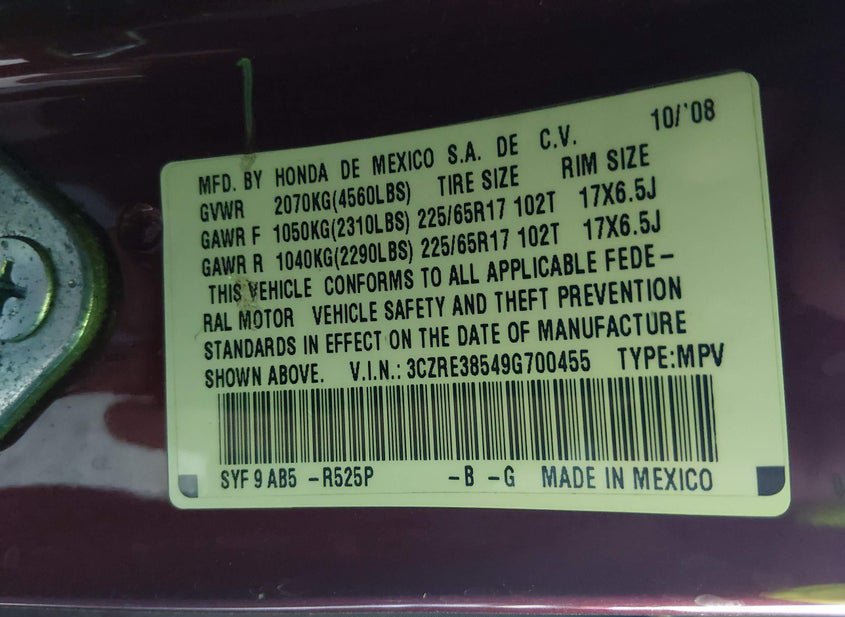 10/'08
MFD. BY HONDA DE MEXICO S.A. DE C.V.
GVWR 2070KG(4560LBS) TIRE SIZE RIM SIZE
GAWR F 1050KG(2310LBS) 225/65R17 102T 17X6.5J
GAWR R 1040KG(2290LBS) 225/65R17 102T 17X6.5J
THIS VEHICLE CONFORMS TO ALL APPLICABLE FEDE-
RAL MOTOR VEHICLE SAFETY AND THEFT PREVENTION
STANDARDS IN EFFECT ON THE DATE OF MANUFACTURE
SHOWN ABOVE. V.I.N.: 3CZRE38549G700455 TYPE:MPV
SYF 9 AB5 -R525P -B -G MADE IN MEXICO